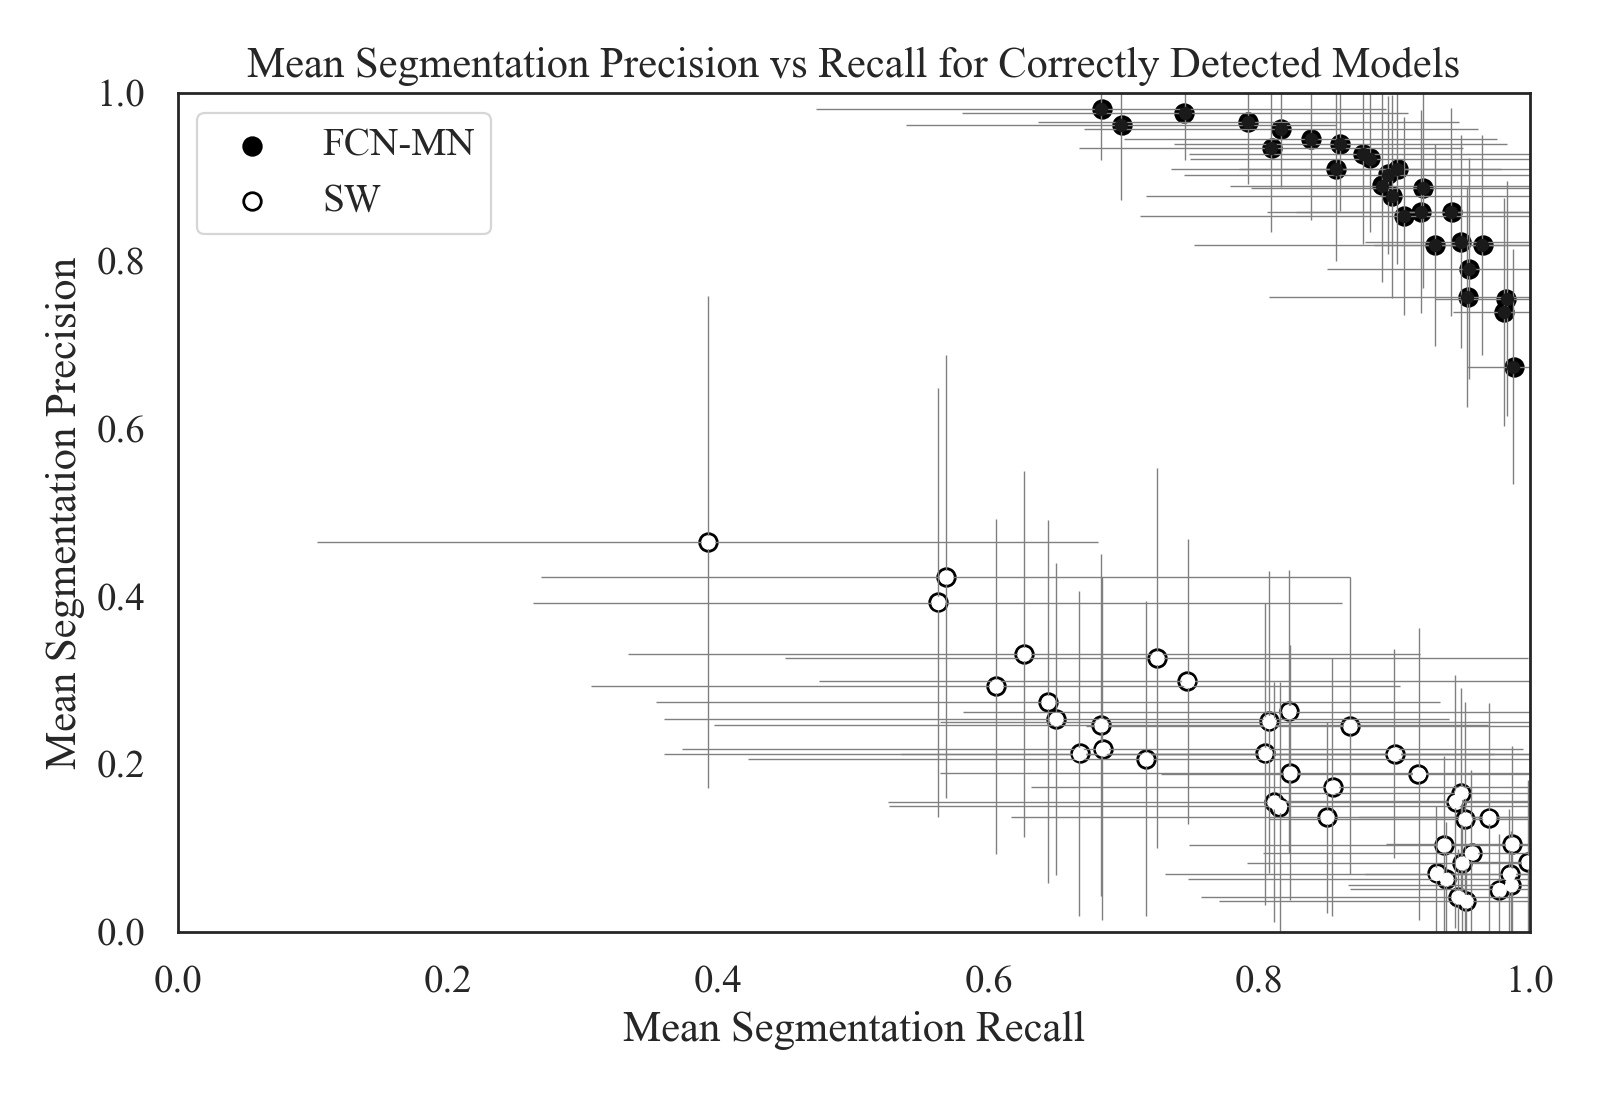 Mean Segmentation Precision vs Recall for Correctly Detected Models
FCN-MN
SW
Mean Segmentation Precision
1.0
0.8
0.6
0.4
0.2
0.0
0.0 0.2 0.4 0.6 0.8 1.0
Mean Segmentation Recall